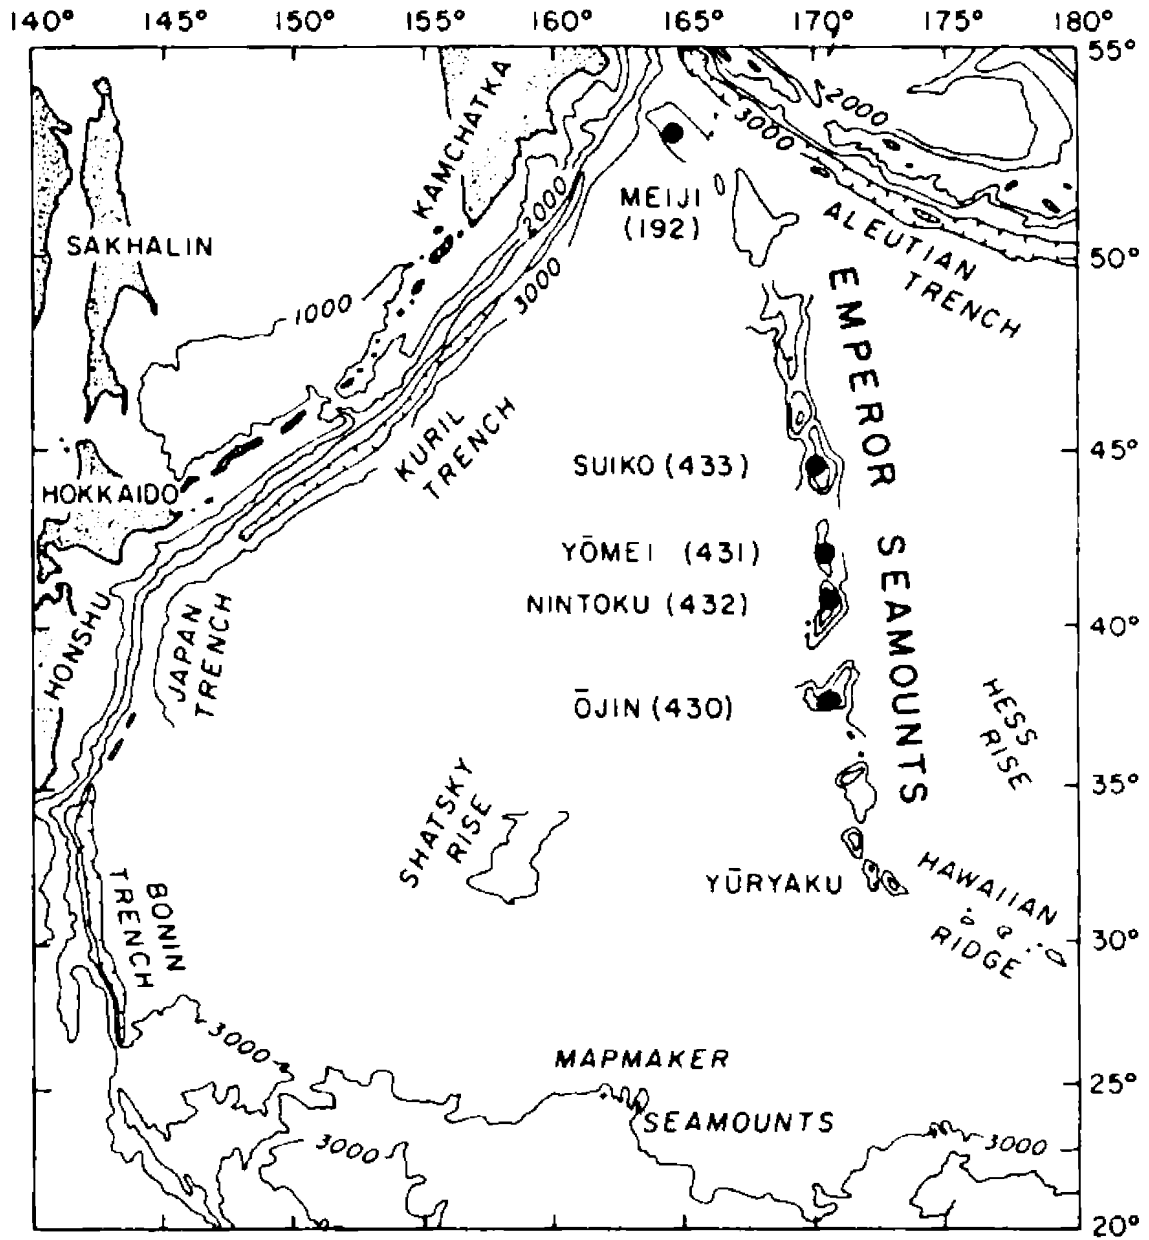 140° 145° 150° 155° 160° 165° 170° 175° 180°
55°
2000
3000
KAMCHATKA
2000
MEIJI
(192)
ALEUTIAN
TRENCH
SAKHALIN
50°
3000
1000
EMPEROR SEAMOUNTS
KURIL
TRENCH
45°
SUIKO (433)
HOKKAIDO
YŌMEI (431)
NINTOKU (432)
40°
HONSHU
JAPAN
TRENCH
ŌJIN (430)
HESS
RISE
35°
SHATSKY
RISE
YŪRYAKU
HAWAIIAN
RIDGE
BONIN
TRENCH
30°
3000
MAPMAKER
SEAMOUNTS
25°
3000
3000
20°